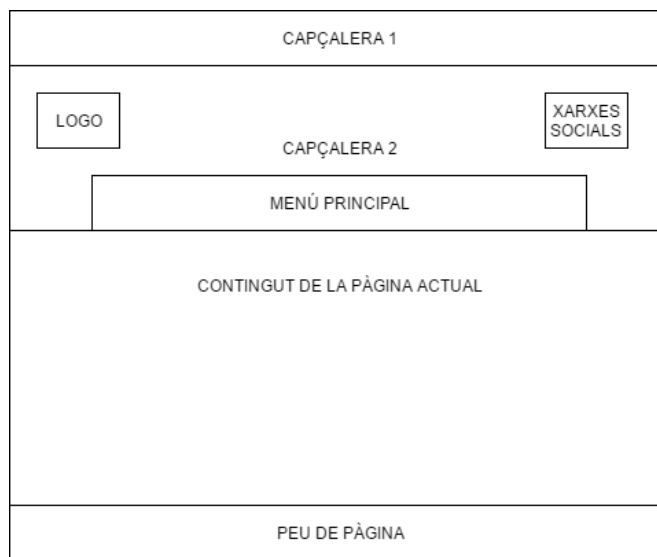 CAPÇALERA 1
LOGO
XARXES
SOCIALS
CAPÇALERA 2
MENÚ PRINCIPAL
CONTINGUT DE LA PÀGINA ACTUAL
PEU DE PÀGINA